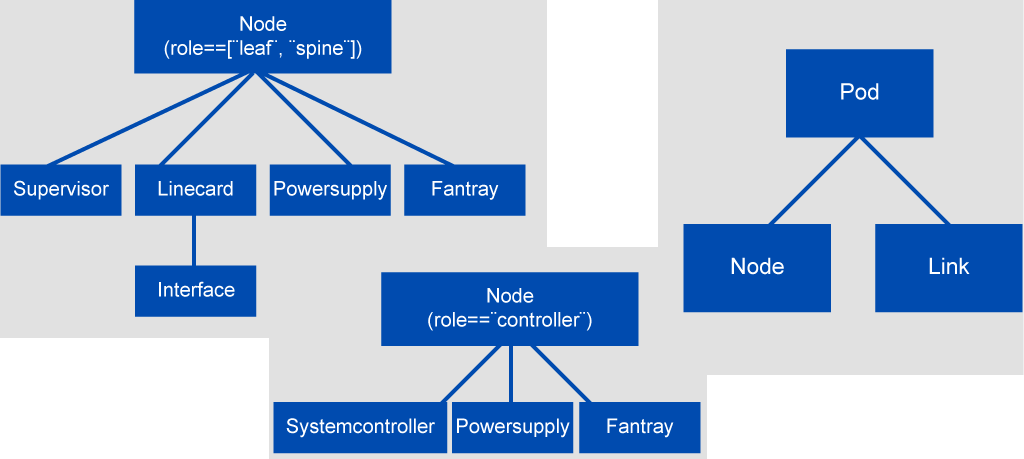 Node
(role==[¨leaf¨, ¨spine¨])
Supervisor
Linecard
Powersupply
Fantray
Interface
Pod
Node
Link
Node
(role==¨controller¨)
Systemcontroller
Powersupply
Fantray